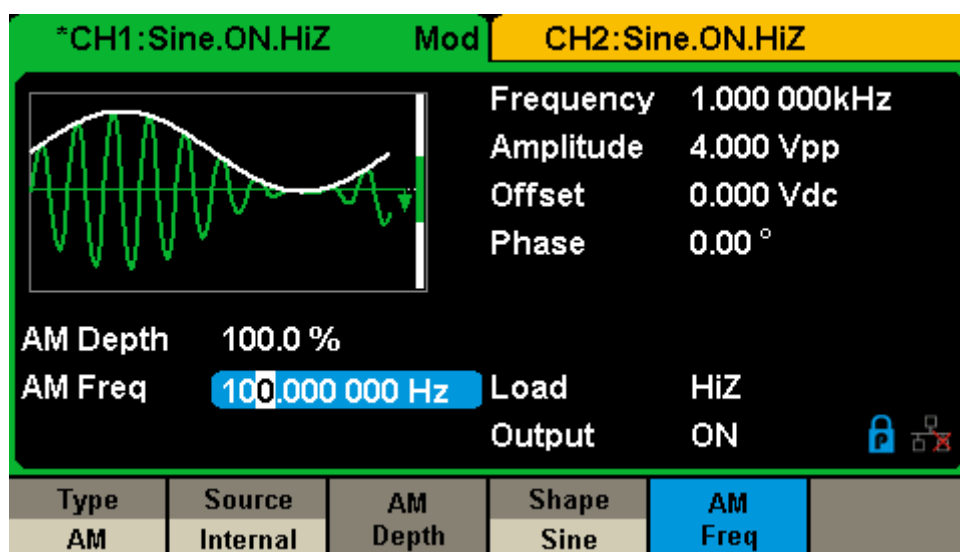 *CH1:Sine.ON.HiZ Mod CH2:Sine.ON.HiZ
Frequency 1.000 000kHz
Amplitude 4.000 Vpp
Offset 0.000 Vdc
Phase 0.00 °
AM Depth 100.0 %
AM Freq 100.000 000 Hz Load HiZ
Output ON P
Type Source AM Shape AM
AM Internal Depth Sine Freq